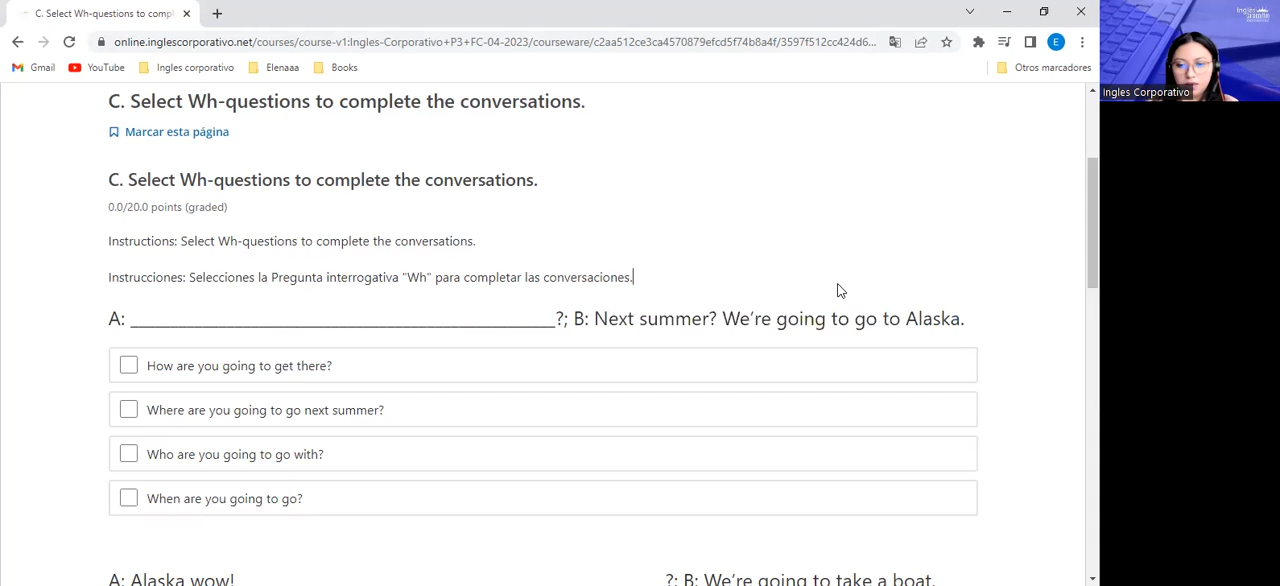 C. Select Wh-questions to compl
online.inglescorporativo.net/courses/course-v1:Ingles-Corporativo+P3+FC-04-2023/courseware/c2aa512ce3ca4570879efcd5f74b8a4f/3597f512cc424d6...
E
Gmail YouTube Ingles corporativo Elenaaa Books Otros marcadores
Ingles Corporativo
C. Select Wh-questions to complete the conversations.
Marcar esta página
C. Select Wh-questions to complete the conversations.
0.0/20.0 points (graded)
Instructions: Select Wh-questions to complete the conversations.
Instrucciones: Selecciones la Pregunta interrogativa "Wh" para completar las conversaciones.
A: ______________________________________________?; B: Next summer? We're going to go to Alaska.
How are you going to get there?
Where are you going to go next summer?
Who are you going to go with?
When are you going to go?
A: Alaska wow! ______________________________________________?; B: We're going to take a boat.